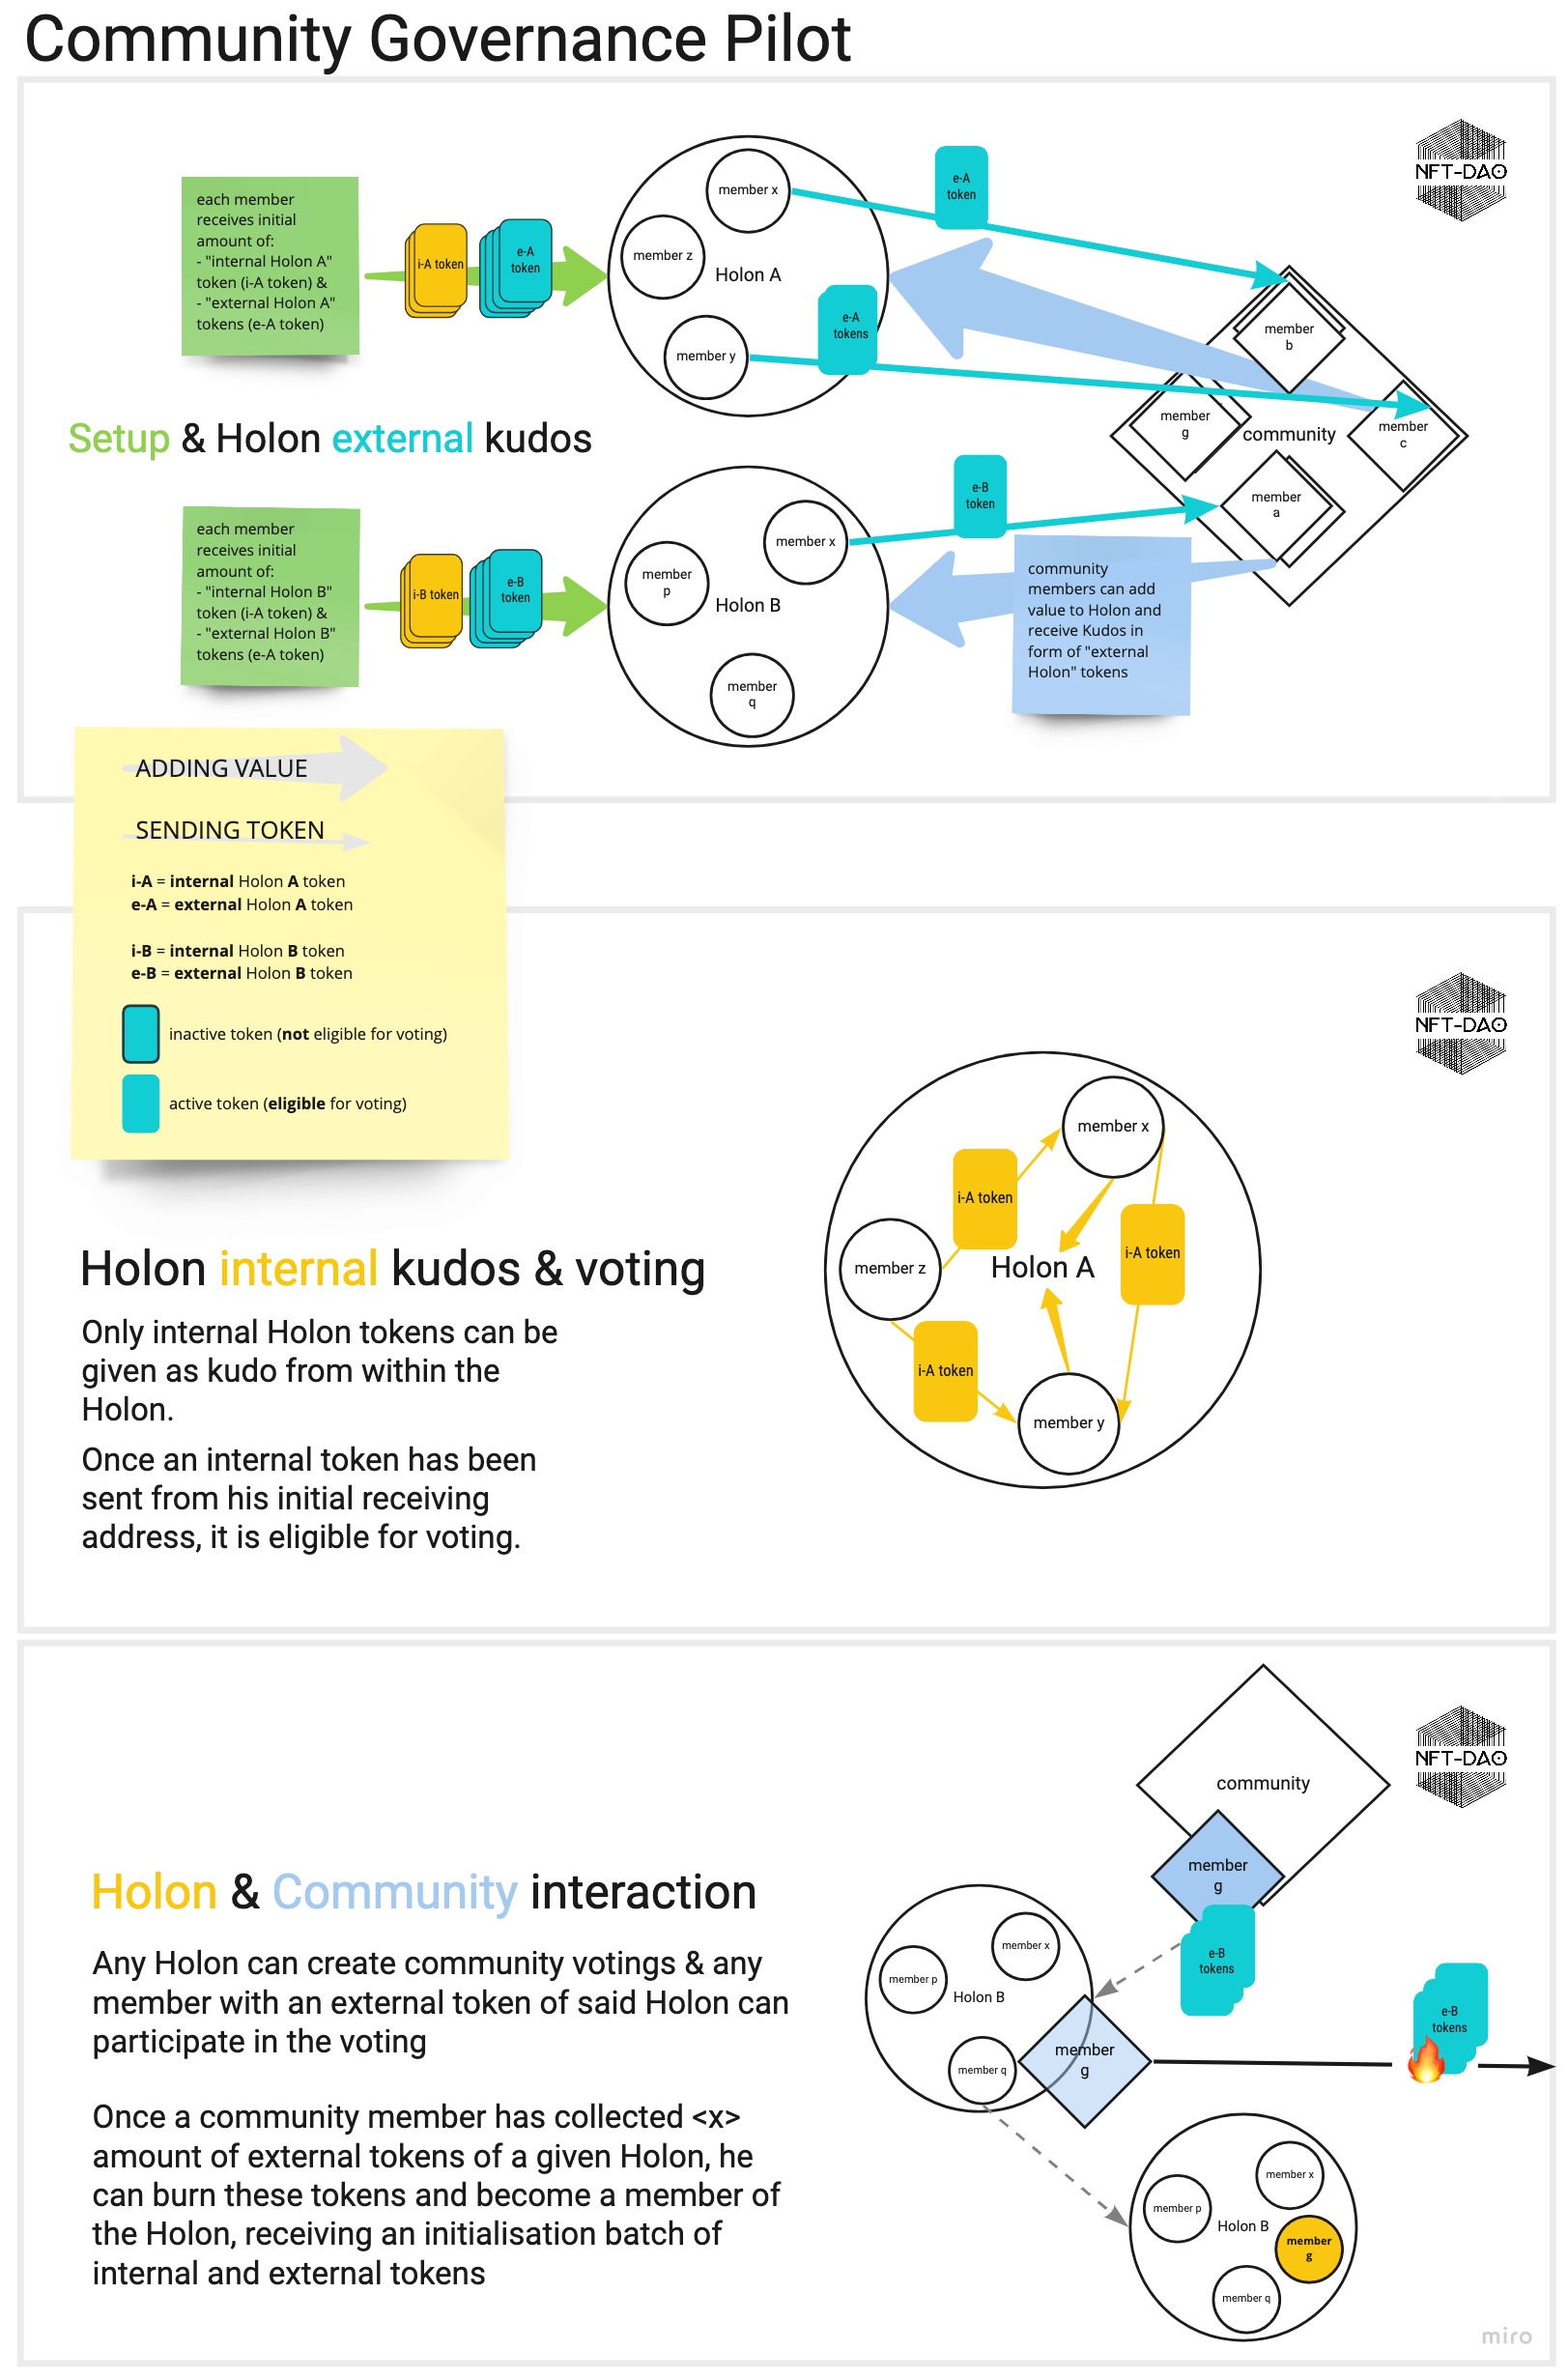 Community Governance Pilot
NFT-DAO
each member
receives initial
amount of:
- "internal Holon A"
token (i-A token) &
- "external Holon A"
tokens (e-A token)
i-A token
e-A
token
member x
member z
Holon A
member y
e-A
token
e-A
tokens
member
b
member
g
community
member
c
member
a
Setup & Holon external kudos
each member
receives initial
amount of:
- "internal Holon B"
token (i-A token) &
- "external Holon B"
tokens (e-A token)
i-B token
e-B
token
member x
member
p
Holon B
member
q
e-B
token
community
members can add
value to Holon and
receive Kudos in
form of "external
Holon" tokens
ADDING VALUE
SENDING TOKEN
i-A = internal Holon A token
e-A = external Holon A token
i-B = internal Holon B token
e-B = external Holon B token
inactive token (not eligible for voting)
active token (eligible for voting)
NFT-DAO
Holon internal kudos & voting
Only internal Holon tokens can be
given as kudo from within the
Holon.
Once an internal token has been
sent from his initial receiving
address, it is eligible for voting.
member x
i-A token
i-A token
member z
Holon A
i-A token
member y
NFT-DAO
Holon & Community interaction
Any Holon can create community votings & any
member with an external token of said Holon can
participate in the voting
Once a community member has collected <x>
amount of external tokens of a given Holon, he
can burn these tokens and become a member of
the Holon, receiving an initialisation batch of
internal and external tokens
community
member
g
e-B
tokens
member x
member p
Holon B
member q
member
g
e-B
tokens
member x
member p
Holon B
member
g
member q
miro